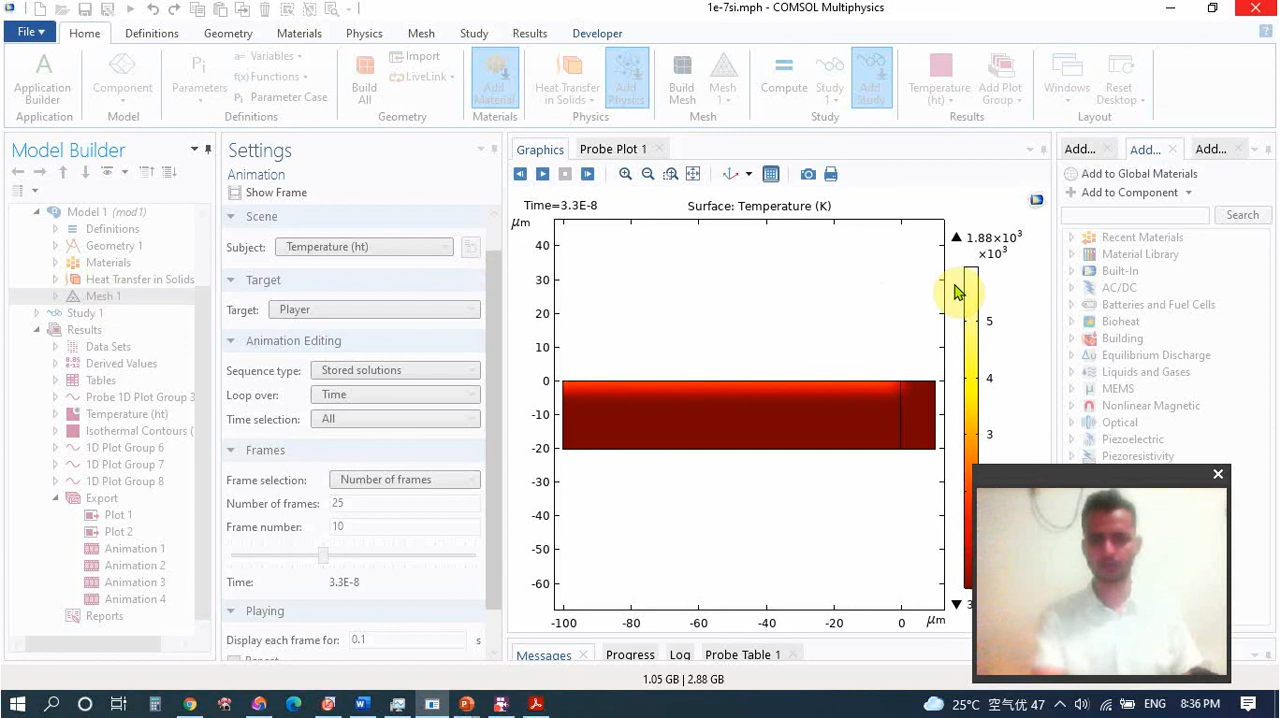 1e-7si.mph - COMSOL Multiphysics
File
Home
Definitions
Geometry
Materials
Physics
Mesh
Study
Results
Developer
Application Builder
Component
Parameters
Variables
Functions
Parameter Case
Build All
Import
LiveLink
Add Material
Heat Transfer in Solids
Add Physics
Build Mesh
Mesh 1
Compute
Study 1
Add Study
Temperature (ht)
Add Plot Group
Windows
Reset Desktop
Application
Model
Definitions
Geometry
Materials
Physics
Mesh
Study
Results
Layout
Model Builder
Model 1 (mod1)
Definitions
Geometry 1
Materials
Heat Transfer in Solids
Mesh 1
Study 1
Results
Data Sets
Derived Values
Tables
Probe 1D Plot Group 3
Temperature (ht)
Isothermal Contours (
1D Plot Group 6
1D Plot Group 7
1D Plot Group 8
Export
Plot 1
Plot 2
Animation 1
Animation 2
Animation 3
Animation 4
Reports
Settings
Animation
Show Frame
Scene
Subject: Temperature (ht)
Target
Target: Player
Animation Editing
Sequence type: Stored solutions
Loop over: Time
Time selection: All
Frames
Frame selection: Number of frames
Number of frames: 25
Frame number: 10
Time: 3.3E-8
Playing
Display each frame for: 0.1 s
Graphics
Probe Plot 1
Time=3.3E-8
Surface: Temperature (K)
μm
40
30
20
10
0
-10
-20
-30
-40
-50
-60
-100
-80
-60
-40
-20
0
μm
1.88×10³
×10³
5
4
3
3
Messages
Progress
Log
Probe Table 1
1.05 GB | 2.88 GB
Add...
Add...
Add...
Add to Global Materials
Add to Component
Search
Recent Materials
Material Library
Built-In
AC/DC
Batteries and Fuel Cells
Bioheat
Building
Equilibrium Discharge
Liquids and Gases
MEMS
Nonlinear Magnetic
Optical
Piezoelectric
Piezoresistivity
25°C 空气优 47
ENG
8:36 PM